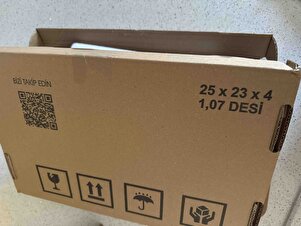 BİZİ TAKİP EDİN
25 x 23 x 4
1,07 DESİ